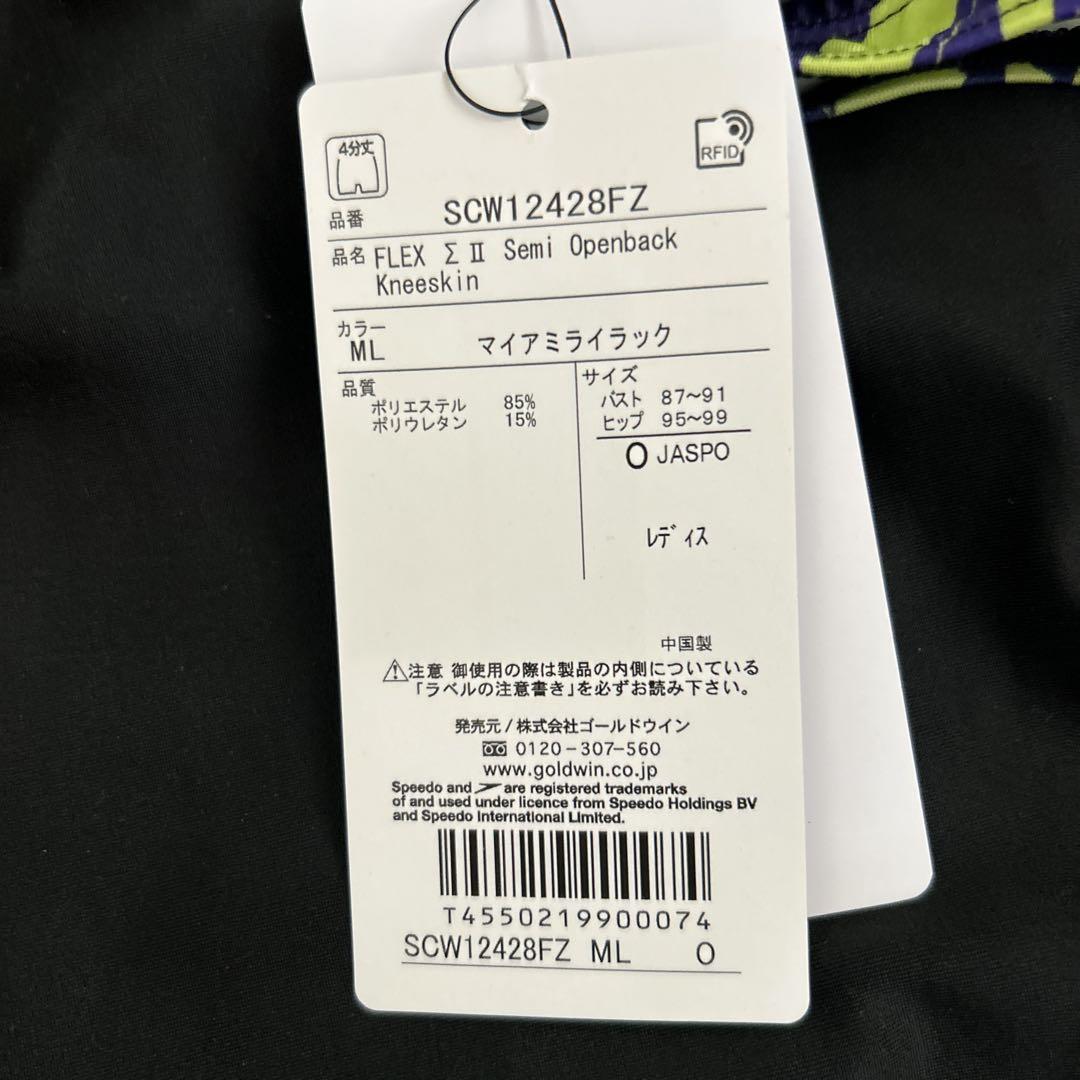 4分丈
RFID
品番 SCW12428FZ
品名 FLEX Σ Ⅱ Semi Openback
Kneeskin
カラー
ML マイアミライラック
品質
ポリエステル 85%
ポリウレタン 15%
サイズ
バスト 87～91
ヒップ 95～99
O JASPO
レディス
中国製
⚠注意 御使用の際は製品の内側についている
「ラベルの注意書き」を必ずお読み下さい。
発売元/株式会社ゴールドウイン
0120-307-560
www.goldwin.co.jp
Speedo and are registered trademarks
of and used under licence from Speedo Holdings BV
and Speedo International Limited.
T4550219900074
SCW12428FZ ML O